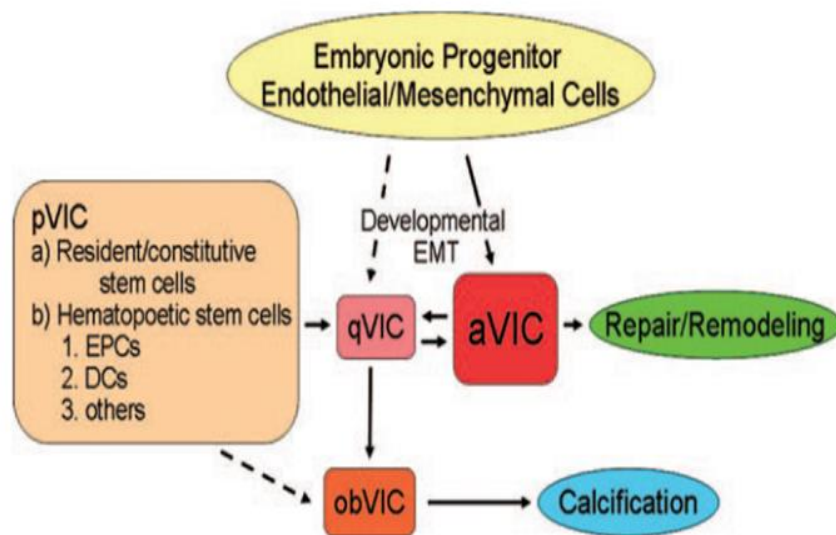 Embryonic Progenitor
Endothelial/Mesenchymal Cells
Developmental
EMT
pVIC
a) Resident/constitutive
stem cells
b) Hematopoetic stem cells
1. EPCs
2. DCs
3. others
qVIC
aVIC
Repair/Remodeling
obVIC
Calcification